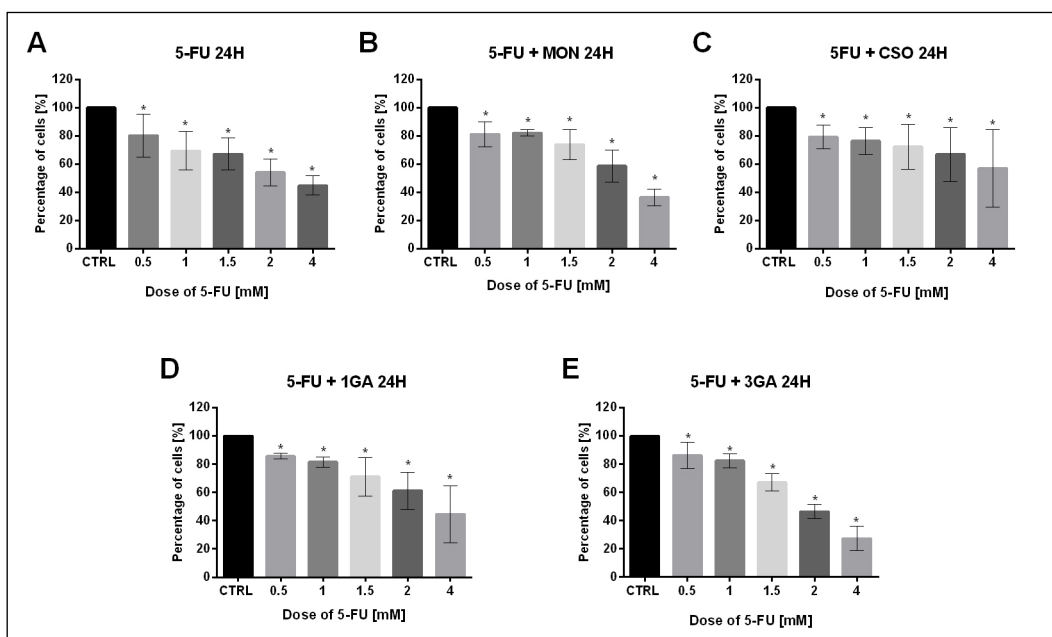 A
5-FU 24H
Percentage of cells [%]
120
100
80
60
40
20
0
* * * * *
CTRL 0.5 1 1.5 2 4
Dose of 5-FU [mM]
B
5-FU + MON 24H
Percentage of cells [%]
120
100
80
60
40
20
0
* * * * *
CTRL 0.5 1 1.5 2 4
Dose of 5-FU [mM]
C
5FU + CSO 24H
Percentage of cells [%]
120
100
80
60
40
20
0
* * * * *
CTRL 0.5 1 1.5 2 4
Dose of 5-FU [mM]
D
5-FU + 1GA 24H
Percentage of cells [%]
120
100
80
60
40
20
0
* * * * *
CTRL 0.5 1 1.5 2 4
Dose of 5-FU [mM]
E
5-FU + 3GA 24H
Percentage of cells [%]
120
100
80
60
40
20
0
* * * * *
CTRL 0.5 1 1.5 2 4
Dose of 5-FU [mM]